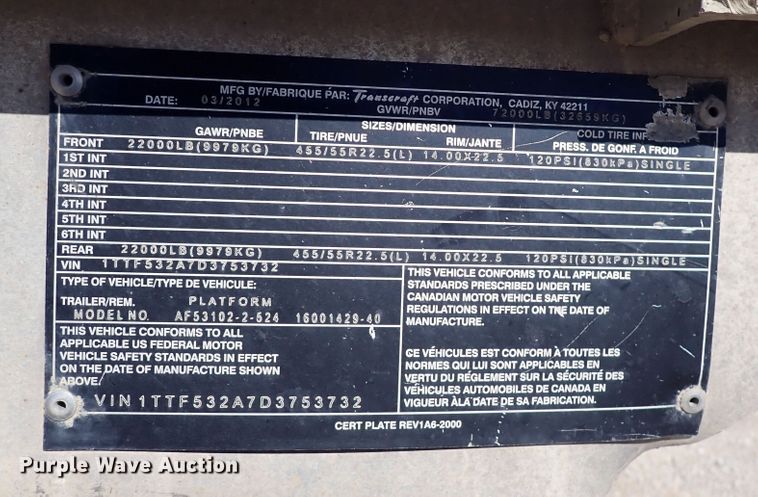 MFG BY/FABRIQUE PAR: Transcraft CORPORATION, CADIZ, KY 42211
DATE: 03/2012 GVWR/PNBV 72000LB(32659KG)
GAWR/PNBE SIZES/DIMENSION COLD TIRE INF
TIRE/PNUE RIM/JANTE PRESS. DE GONF. A FROID
FRONT 22000LB(9979KG) 455/55R22.5(L) 14.00X22.5 120PSI(830kPa)SINGLE
1ST INT
2ND INT
3RD INT
4TH INT
5TH INT
6TH INT
REAR 22000LB(9979KG) 455/55R22.5(L) 14.00X22.5 120PSI(830kPa)SINGLE
VIN 1TTF532A7D3753732
TYPE OF VEHICLE/TYPE DE VEHICULE:
TRAILER/REM. PLATFORM
MODEL NO. AF53102-2-524 16001429-40
THIS VEHICLE CONFORMS TO ALL
APPLICABLE US FEDERAL MOTOR
VEHICLE SAFETY STANDARDS IN EFFECT
ON THE DATE OF MANUFACTURE SHOWN
ABOVE.
THIS VEHICLE CONFORMS TO ALL APPLICABLE
STANDARDS PRESCRIBED UNDER THE
CANADIAN MOTOR VEHICLE SAFETY
REGULATIONS IN EFFECT ON THE DATE OF
MANUFACTURE.
CE VÉHICULES EST CONFORM À TOUTES LES
NORMES QUI LUI SONT APPLICABLES EN
VERTU DU RÉGLEMENT SUR LA SÉCURITÉ DES
VÉHICULES AUTOMOBILES DE CANADA EN
VIGUEUR ÀLA DATE DE SA FABRICATION.
VIN 1TTF532A7D3753732
CERT PLATE REV1A6-2000
Purple Wave Auction